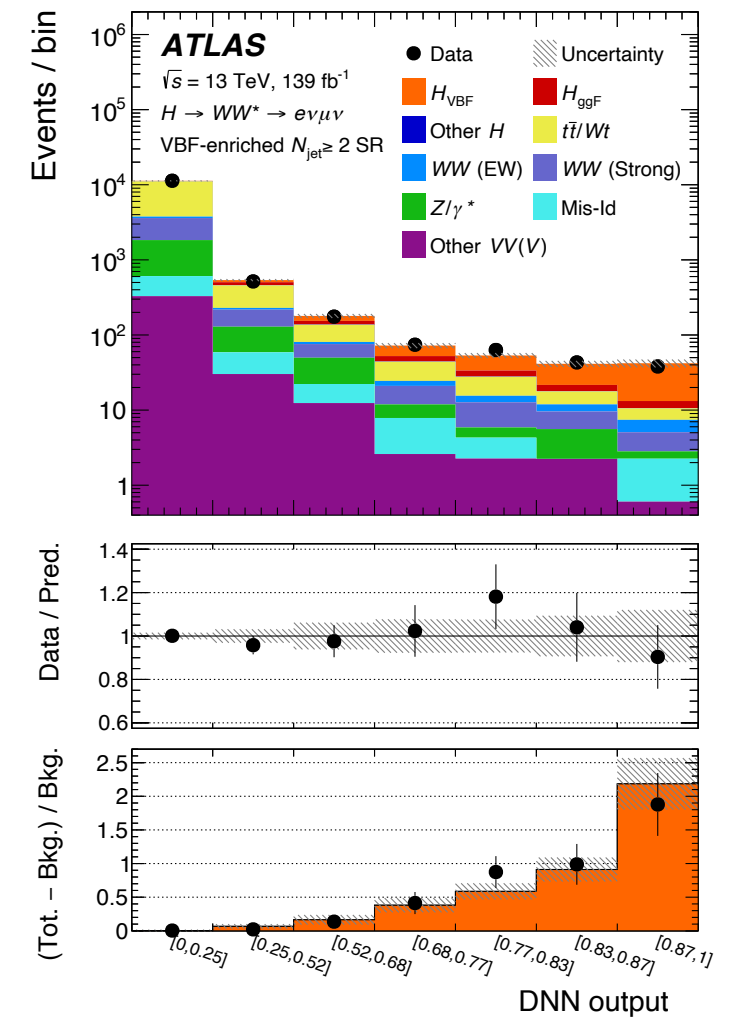 Events / bin
10⁶
10⁵
10⁴
10³
10²
10
1
ATLAS
√s = 13 TeV, 139 fb⁻¹
H → WW* → eνμν
VBF-enriched N_jet ≥ 2 SR
Data
Uncertainty
H_VBF
H_ggF
Other H
tt̄/Wt
WW (EW)
WW (Strong)
Z/γ*
Mis-Id
Other VV(V)
Data / Pred.
1.4
1.2
1
0.8
0.6
(Tot. − Bkg.) / Bkg.
2.5
2
1.5
1
0.5
0
[0,0.25]
[0.25,0.52]
[0.52,0.68]
[0.68,0.77]
[0.77,0.83]
[0.83,0.87]
[0.87,1]
DNN output